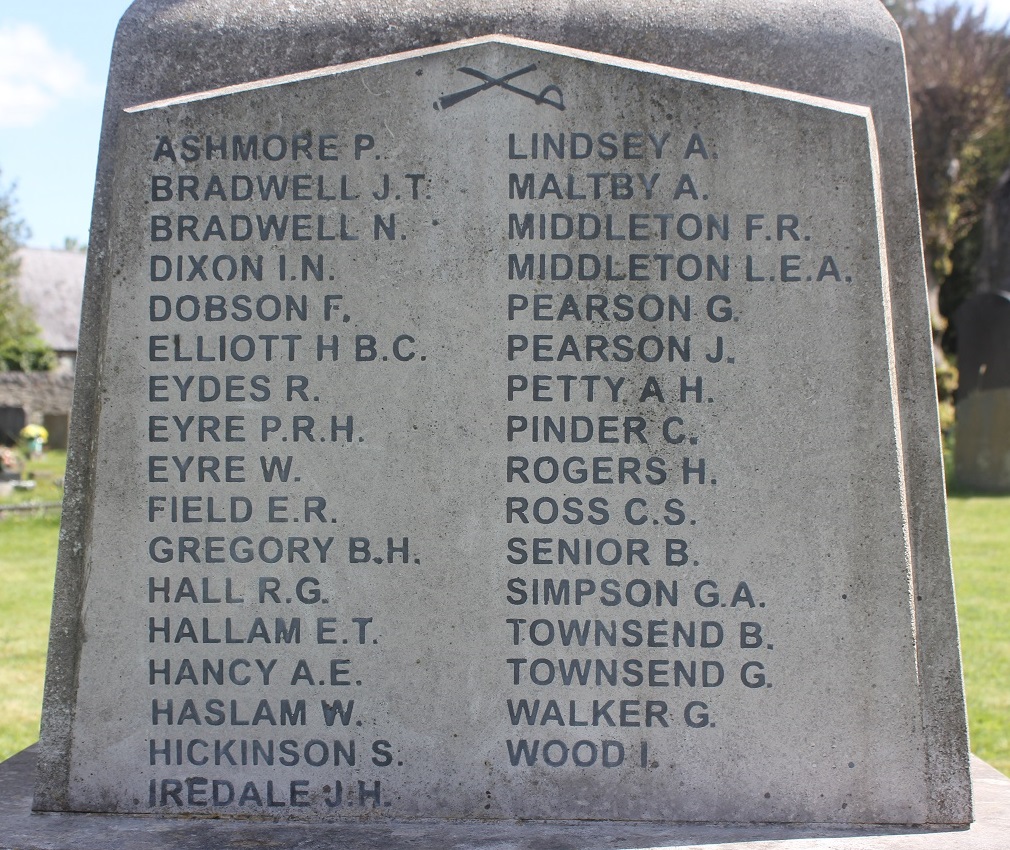 ASHMORE P.
BRADWELL J.T.
BRADWELL N.
DIXON I.N.
DOBSON F.
ELLIOTT H B.C.
EYDES R.
EYRE P.R.H.
EYRE W.
FIELD E.R.
GREGORY B.H.
HALL R.G.
HALLAM E.T.
HANCY A.E.
HASLAM W.
HICKINSON S.
IREDALE J.H.
LINDSEY A.
MALTBY A.
MIDDLETON F.R.
MIDDLETON L.E.A.
PEARSON G.
PEARSON J.
PETTY A H.
PINDER C.
ROGERS H.
ROSS C.S.
SENIOR B.
SIMPSON G.A.
TOWNSEND B.
TOWNSEND G.
WALKER G.
WOOD I.